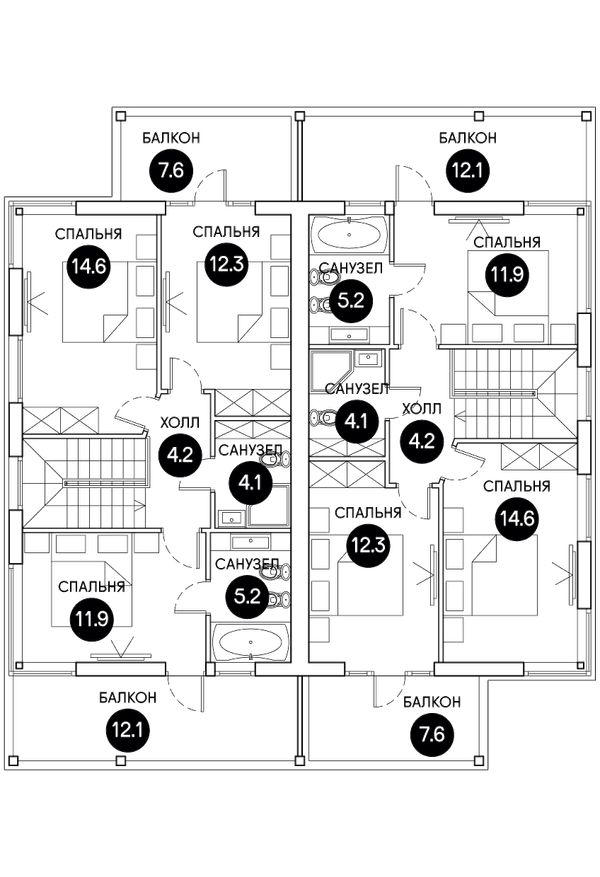 БАЛКОН
7.6
БАЛКОН
12.1
СПАЛЬНЯ
14.6
СПАЛЬНЯ
12.3
САНУЗЕЛ
5.2
СПАЛЬНЯ
11.9
ХОЛЛ
4.2
САНУЗЕЛ
4.1
САНУЗЕЛ
4.1
ХОЛЛ
4.2
СПАЛЬНЯ
11.9
САНУЗЕЛ
5.2
СПАЛЬНЯ
12.3
СПАЛЬНЯ
14.6
БАЛКОН
12.1
БАЛКОН
7.6